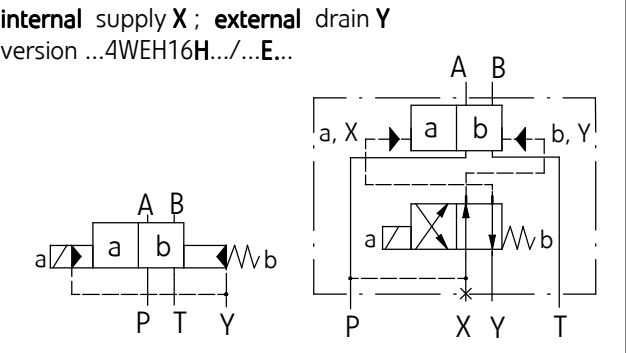 internal supply X ; external drain Y
version ...4WEH16H.../...E...
A B
a, X a b b, Y
a b
A B
a a b b
P T Y
P X Y T